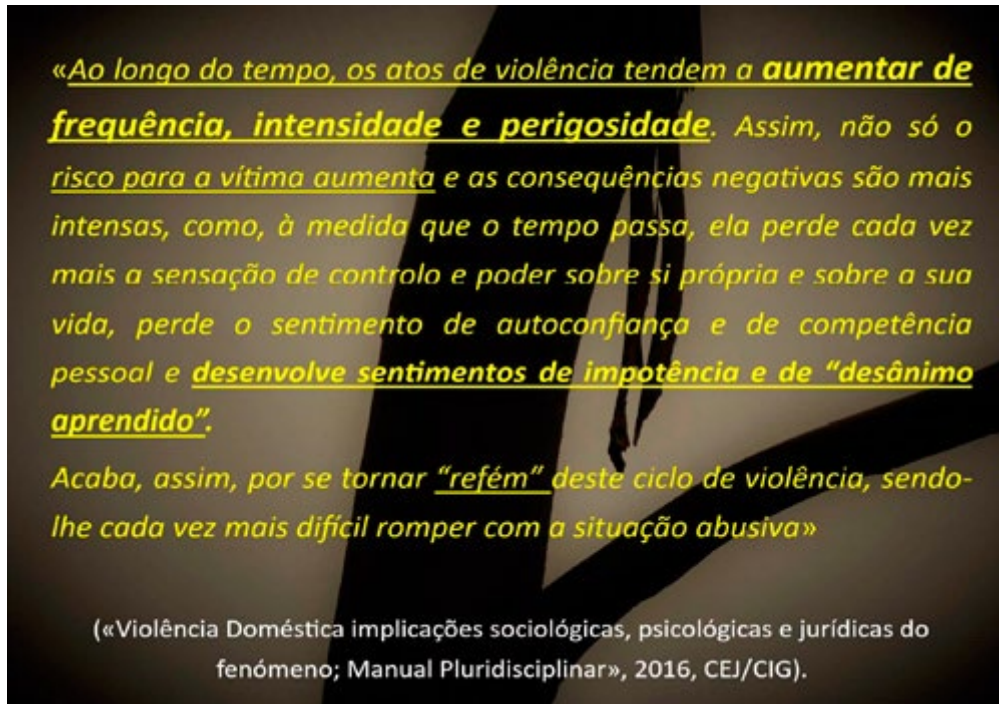 «Ao longo do tempo, os atos de violência tendem a aumentar de
frequência, intensidade e perigosidade. Assim, não só o
risco para a vítima aumenta e as consequências negativas são mais
intensas, como, à medida que o tempo passa, ela perde cada vez
mais a sensação de controlo e poder sobre si própria e sobre a sua
vida, perde o sentimento de autoconfiança e de competência
pessoal e desenvolve sentimentos de impotência e de “desânimo
aprendido”.
Acaba, assim, por se tornar “refém” deste ciclo de violência, sendo-
lhe cada vez mais difícil romper com a situação abusiva»
(«Violência Doméstica implicações sociológicas, psicológicas e jurídicas do
fenómeno; Manual Pluridisciplinar», 2016, CEJ/CIG).